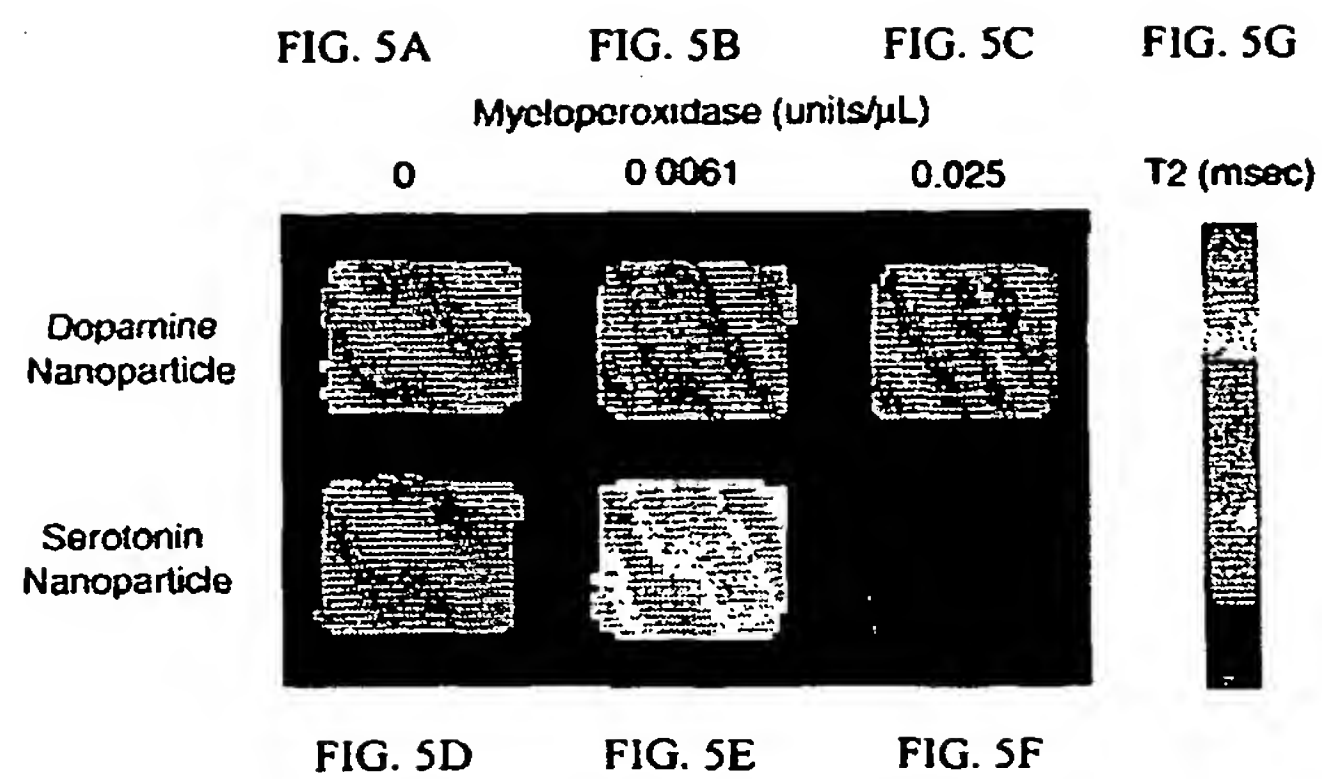 FIG. 5A FIG. 5B FIG. 5C FIG. 5G
Myeloperoxidase (units/µL)
0 0 0061 0.025 T2 (msec)
Dopamine
Nanoparticle
Serotonin
Nanoparticle
FIG. 5D FIG. 5E FIG. 5F